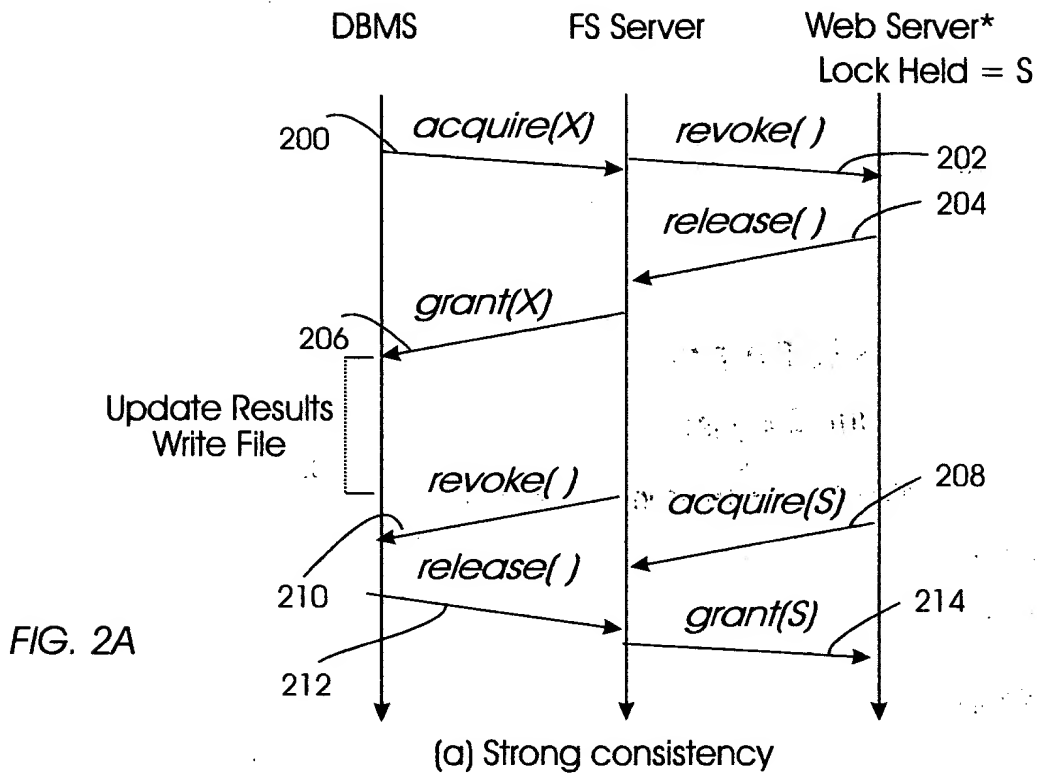 DBMS FS Server Web Server*
Lock Held = S
200 acquire(X) revoke( ) 202
release( ) 204
grant(X)
206
Update Results
Write File
revoke( ) acquire(S) 208
210 release( )
grant(S) 214
FIG. 2A
212
(a) Strong consistency